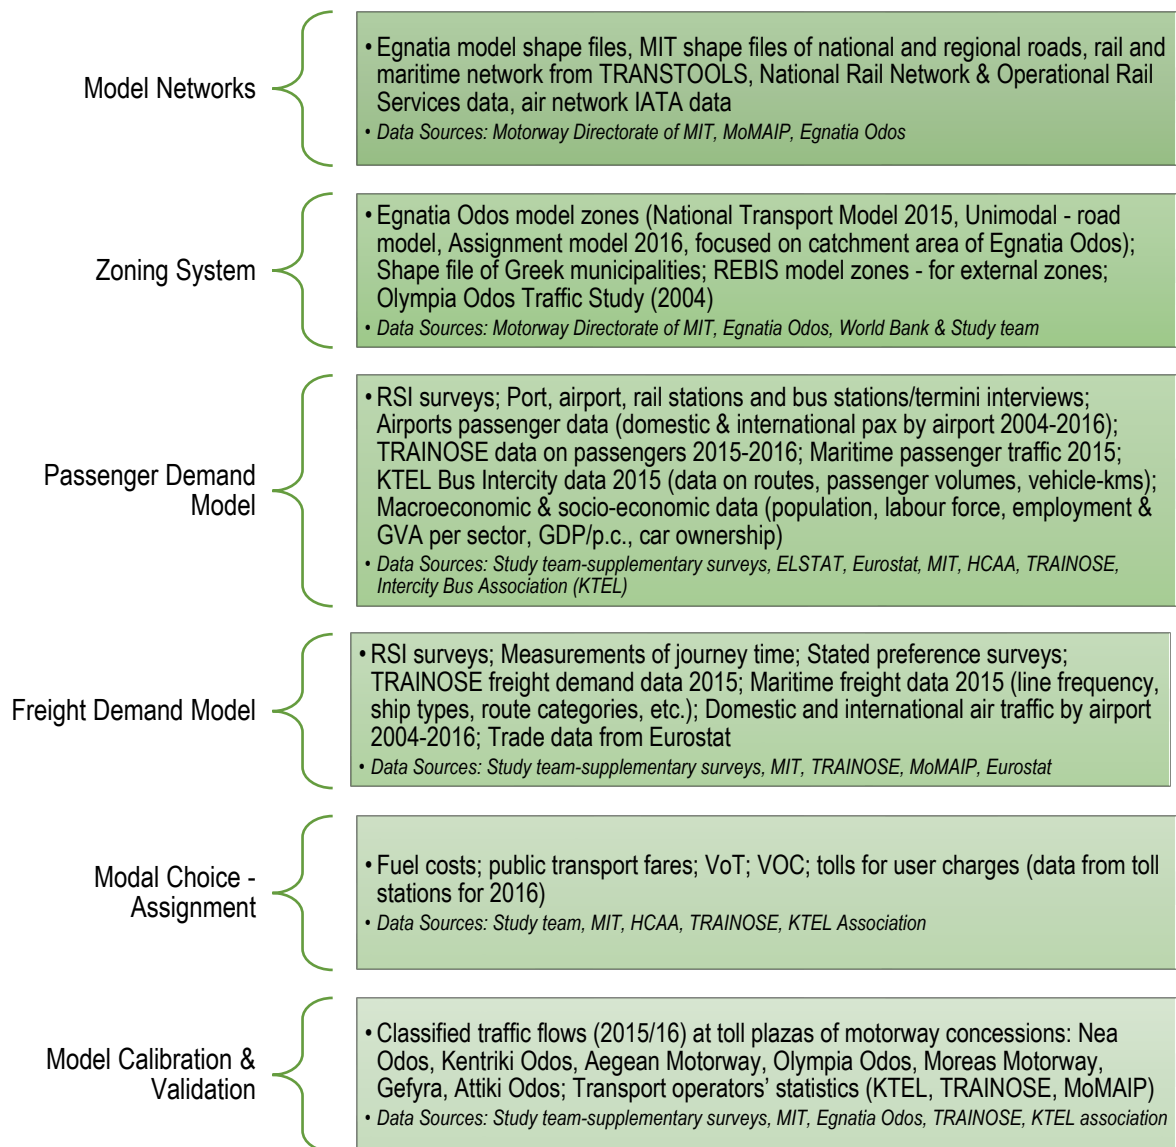 Model Networks
• Egnatia model shape files, MIT shape files of national and regional roads, rail and
maritime network from TRANSTOOLS, National Rail Network & Operational Rail
Services data, air network IATA data
• Data Sources: Motorway Directorate of MIT, MoMAIP, Egnatia Odos
Zoning System
• Egnatia Odos model zones (National Transport Model 2015, Unimodal - road
model, Assignment model 2016, focused on catchment area of Egnatia Odos);
Shape file of Greek municipalities; REBIS model zones - for external zones;
Olympia Odos Traffic Study (2004)
• Data Sources: Motorway Directorate of MIT, Egnatia Odos, World Bank & Study team
Passenger Demand
Model
• RSI surveys; Port, airport, rail stations and bus stations/termini interviews;
Airports passenger data (domestic & international pax by airport 2004-2016);
TRAINOSE data on passengers 2015-2016; Maritime passenger traffic 2015;
KTEL Bus Intercity data 2015 (data on routes, passenger volumes, vehicle-kms);
Macroeconomic & socio-economic data (population, labour force, employment &
GVA per sector, GDP/p.c., car ownership)
• Data Sources: Study team-supplementary surveys, ELSTAT, Eurostat, MIT, HCAA, TRAINOSE,
Intercity Bus Association (KTEL)
Freight Demand Model
• RSI surveys; Measurements of journey time; Stated preference surveys;
TRAINOSE freight demand data 2015; Maritime freight data 2015 (line frequency,
ship types, route categories, etc.); Domestic and international air traffic by airport
2004-2016; Trade data from Eurostat
• Data Sources: Study team-supplementary surveys, MIT, TRAINOSE, MoMAIP, Eurostat
Modal Choice -
Assignment
• Fuel costs; public transport fares; VoT; VOC; tolls for user charges (data from toll
stations for 2016)
• Data Sources: Study team, MIT, HCAA, TRAINOSE, KTEL Association
Model Calibration &
Validation
• Classified traffic flows (2015/16) at toll plazas of motorway concessions: Nea
Odos, Kentriki Odos, Aegean Motorway, Olympia Odos, Moreas Motorway,
Gefyra, Attiki Odos; Transport operators’ statistics (KTEL, TRAINOSE, MoMAIP)
• Data Sources: Study team-supplementary surveys, MIT, Egnatia Odos, TRAINOSE, KTEL association